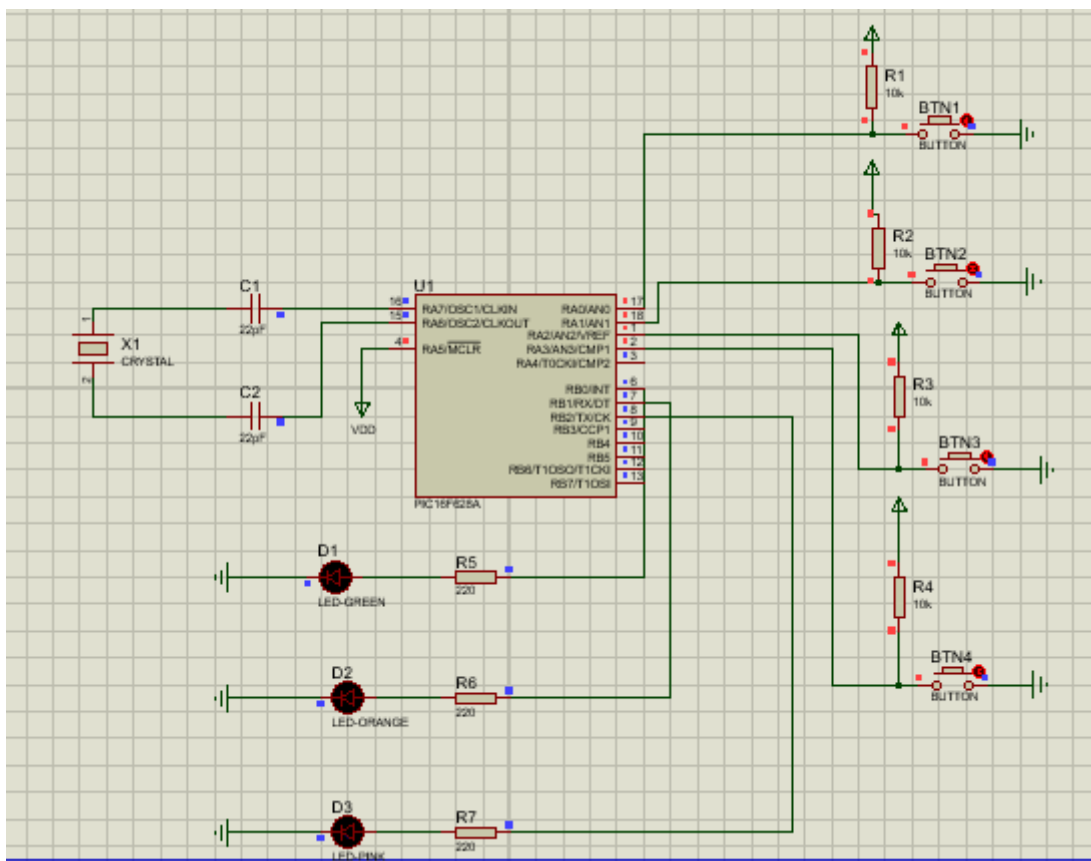 R1
10k
BTN1
BUTTON
R2
10k
BTN2
BUTTON
C1
22pF
1
X1
CRYSTAL
2
C2
22pF
U1
16 RA7/OSC1/CLKIN RA0/AN0 17
15 RA6/OSC2/CLKOUT RA1/AN1 18
RA2/AN2/VREF 1
4 RA5/MCLR RA3/AN3/CMP1 2
RA4/T0CKI/CMP2 3
RB0/INT 6
RB1/RX/DT 7
RB2/TX/CK 8
RB3/CCP1 9
RB4 10
RB5 11
RB6/T1OSO/T1CKI 12
RB7/T1OSI 13
PIC16F628A
VDD
R3
10k
BTN3
BUTTON
D1
LED-GREEN
R5
220
R4
10k
BTN4
BUTTON
D2
LED-ORANGE
R6
220
D3
LED-PINK
R7
220